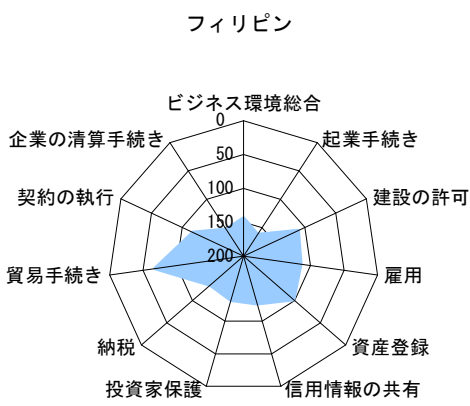 フィリピン
ビジネス環境総合
0
企業の清算手続き
起業手続き
50
契約の執行
100
建設の許可
150
200
貿易手続き
雇用
納税
資産登録
投資家保護
信用情報の共有